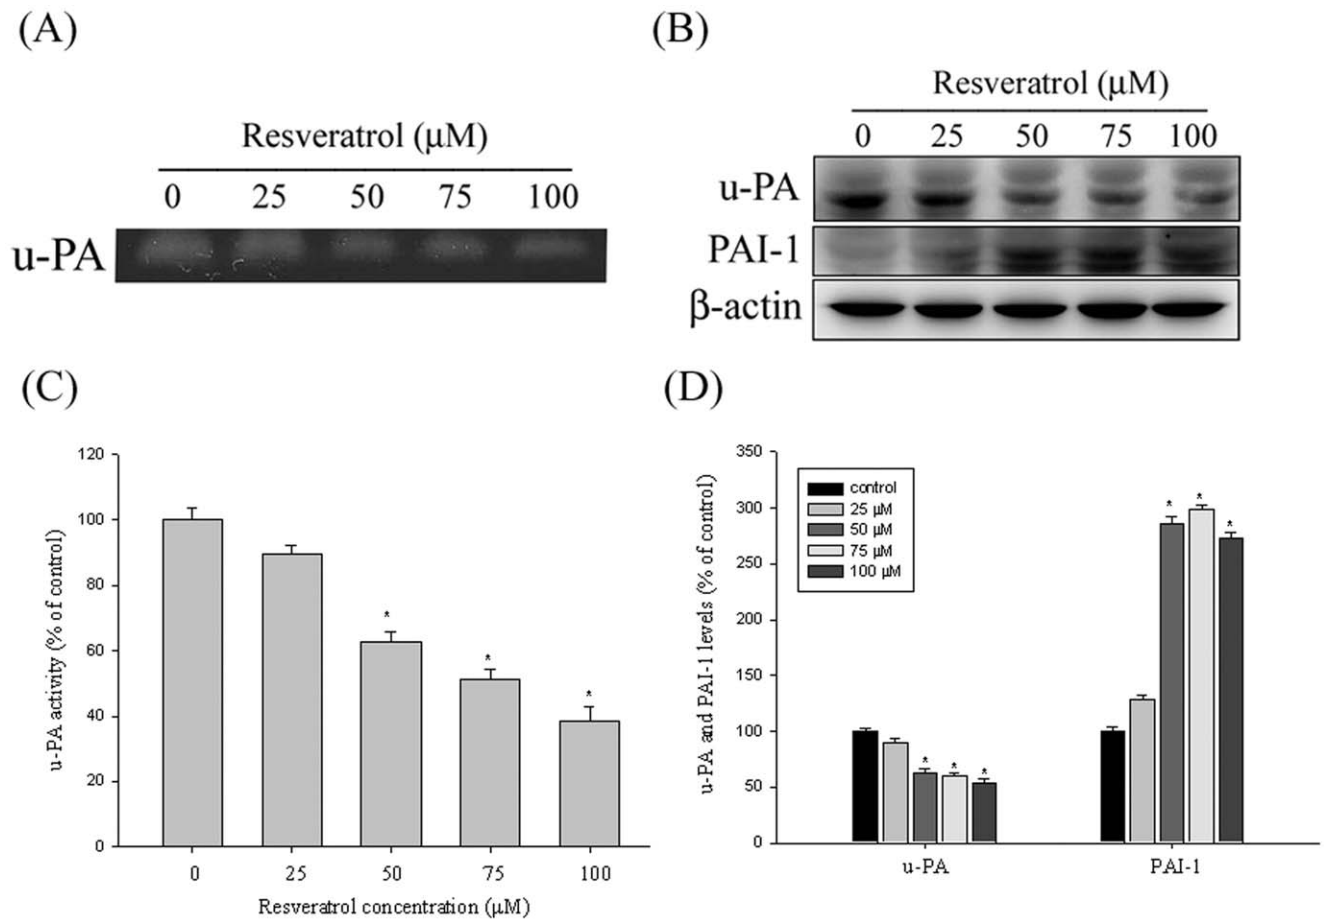 (A)
Resveratrol (μM)
0 25 50 75 100
u-PA
(B)
Resveratrol (μM)
0 25 50 75 100
u-PA
PAI-1
β-actin
(C)
u-PA activity (% of control)
120
100
80
60
40
20
0
* * *
0 25 50 75 100
Resveratrol concentration (μM)
(D)
u-PA and PAI-1 levels (% of control)
350
300
250
200
150
100
50
0
control
25 μM
50 μM
75 μM
100 μM
* * *
* * *
u-PA PAI-1